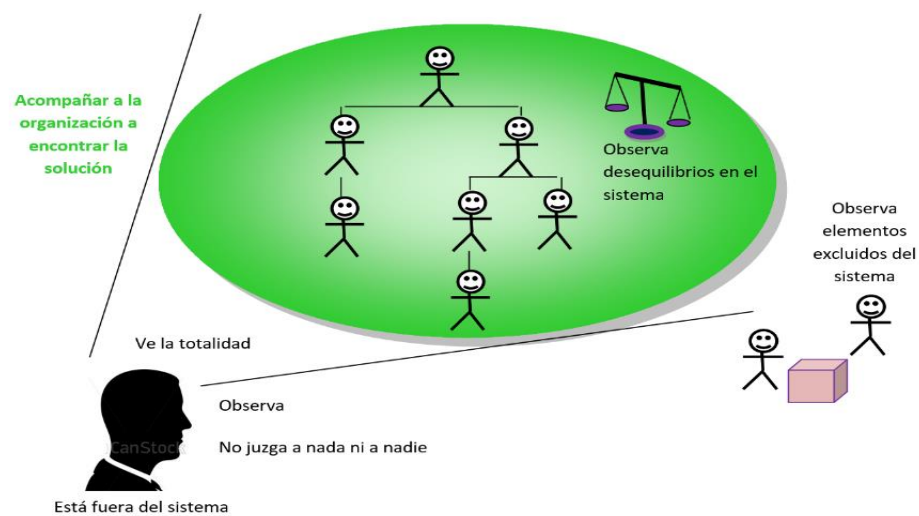 Acompañar a la
organización a
encontrar la
solución
Observa
desequilibrios en el
sistema
Observa
elementos
excluidos del
sistema
Ve la totalidad
Observa
No juzga a nada ni a nadie
CanStock
Está fuera del sistema